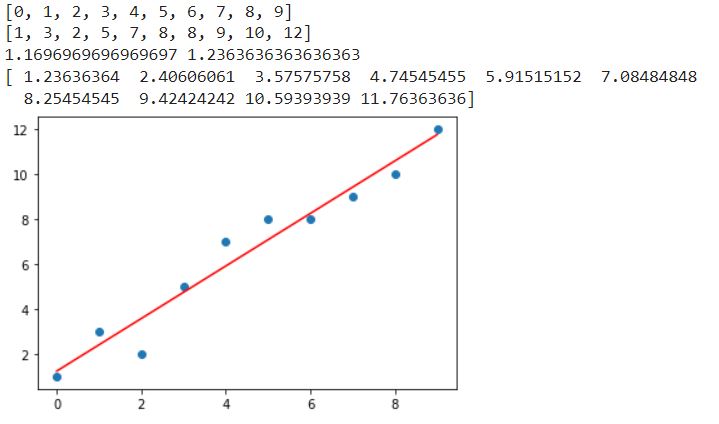 [0, 1, 2, 3, 4, 5, 6, 7, 8, 9]
[1, 3, 2, 5, 7, 8, 8, 9, 10, 12]
1.1696969696969697 1.2363636363636363
[ 1.23636364  2.40606061  3.57575758  4.74545455  5.91515152  7.08484848
  8.25454545  9.42424242 10.59393939 11.76363636]
12
10
8
6
4
2
0 2 4 6 8